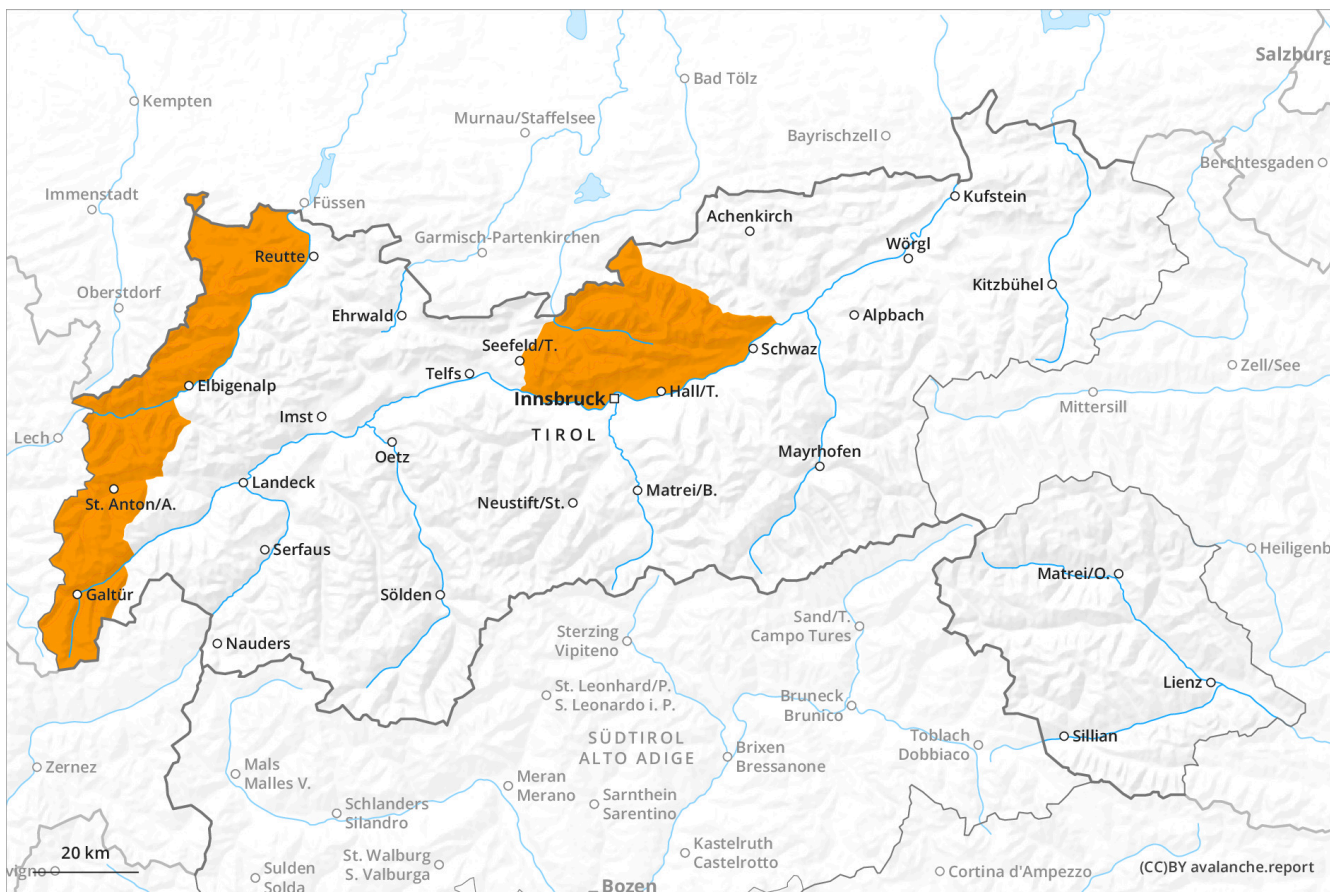 Salzburg
Bad Tölz
Kempten
Murnau/Staffelsee
Bayrischzell
Berchtesgaden
Immenstadt
Füssen
Kufstein
Achenkirch
Garmisch-Partenkirchen
Wörgl
Reutte
Oberstdorf
Kitzbühel
Ehrwald
Alpbach
Seefeld/T.
Schwaz
Zell/See
Telfs
Elbigenalp
Hall/T.
Innsbruck
Mittersill
Imst
Lech
TIROL
Oetz
Mayrhofen
Landeck
Matrei/B.
St. Anton/A.
Neustift/St.
Serfaus
Heiligenb
Matrei/O.
Galtür
Sölden
Sand/T.
Campo Tures
Nauders
Sterzing
Vipiteno
Lienz
St. Leonhard/P.
S. Leonardo i. P.
Bruneck
Brunico
Sillian
SÜDTIROL
ALTO ADIGE
Toblach
Dobbiaco
Brixen
Bressanone
Zernez
Mals
Malles V.
Meran
Merano
Sarnthein
Sarentino
Schlanders
Silandro
Kastelruth
Castelrotto
20 km
St. Walburg
S. Valburga
vigno
Sulden
Solda
Cortina d'Ampezzo
(CC)BY avalanche.report
Bozen